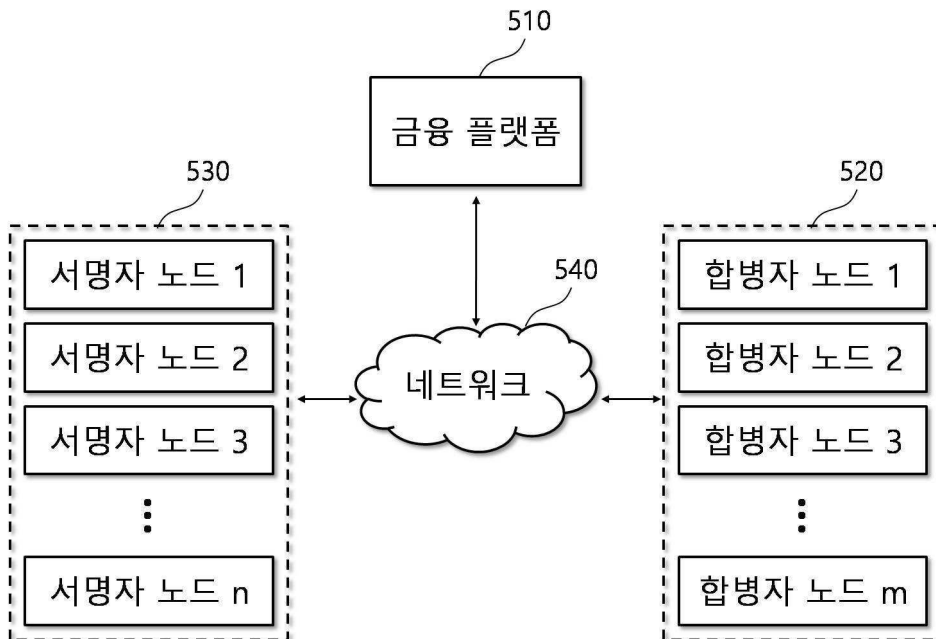 510
금융 플랫폼
530
서명자 노드 1
서명자 노드 2
서명자 노드 3
서명자 노드 n
540
네트워크
520
합병자 노드 1
합병자 노드 2
합병자 노드 3
합병자 노드 m